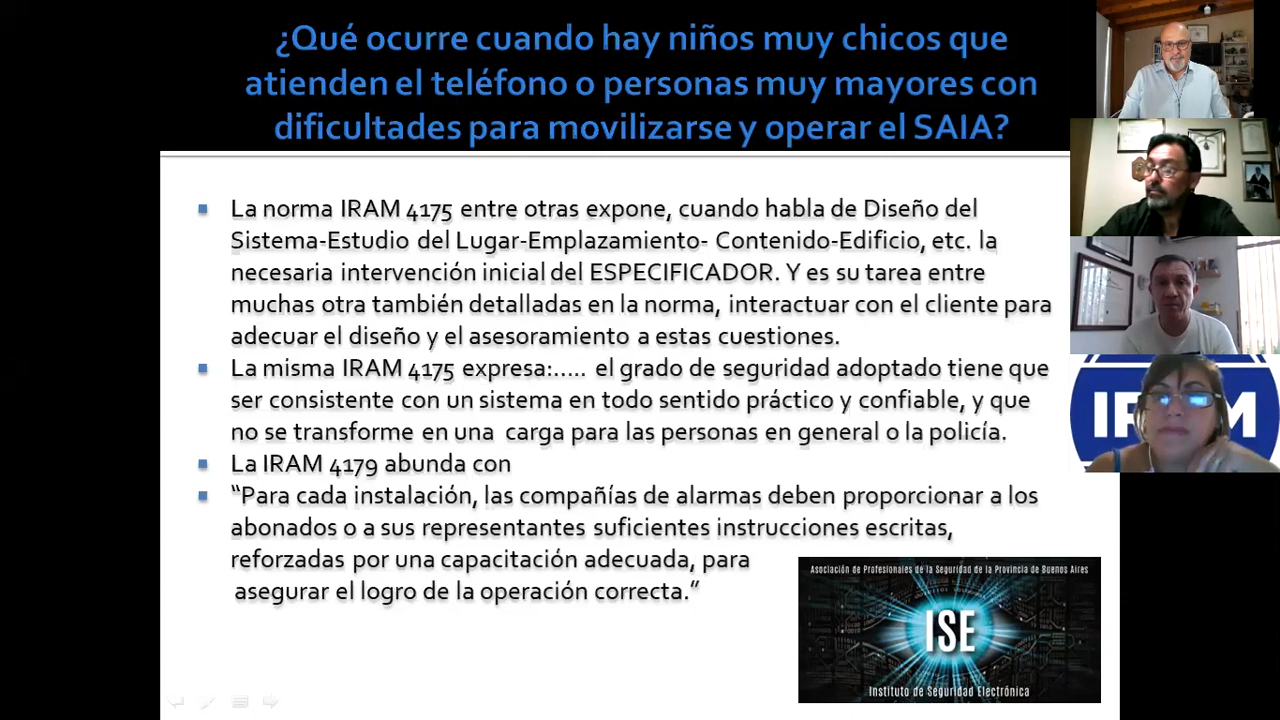 ¿Qué ocurre cuando hay niños muy chicos que
atienden el teléfono o personas muy mayores con
dificultades para movilizarse y operar el SAIA?
La norma IRAM 4175 entre otras expone, cuando habla de Diseño del
Sistema-Estudio del Lugar-Emplazamiento- Contenido-Edificio, etc. la
necesaria intervención inicial del ESPECIFICADOR. Y es su tarea entre
muchas otra también detalladas en la norma, interactuar con el cliente para
adecuar el diseño y el asesoramiento a estas cuestiones.
La misma IRAM 4175 expresa:..... el grado de seguridad adoptado tiene que
ser consistente con un sistema en todo sentido práctico y confiable, y que
no se transforme en una carga para las personas en general o la policía.
La IRAM 4179 abunda con
“Para cada instalación, las compañías de alarmas deben proporcionar a los
abonados o a sus representantes suficientes instrucciones escritas,
reforzadas por una capacitación adecuada, para
asegurar el logro de la operación correcta.”
Asociación de Profesionales de la Seguridad de la Provincia de Buenos Aires
ISE
Instituto de Seguridad Electrónica